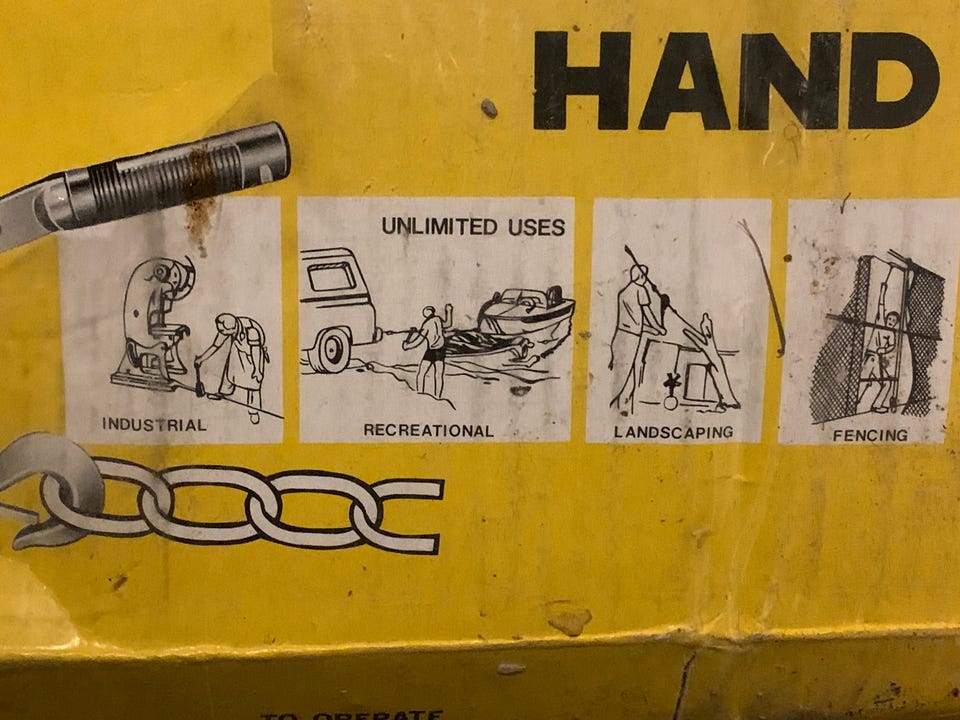 HAND
UNLIMITED USES
INDUSTRIAL
RECREATIONAL
LANDSCAPING
FENCING
TO OPERATE